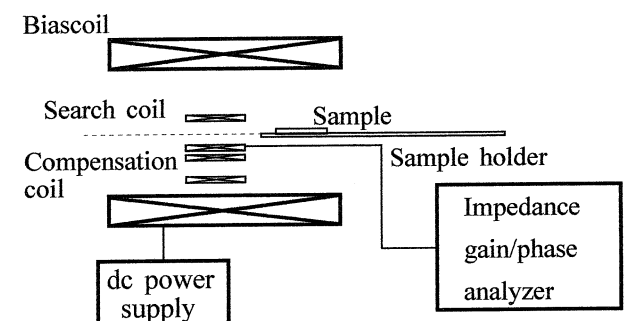 Biascoil
Search coil
Sample
Compensation
coil
Sample holder
Impedance
gain/phase
analyzer
dc power
supply